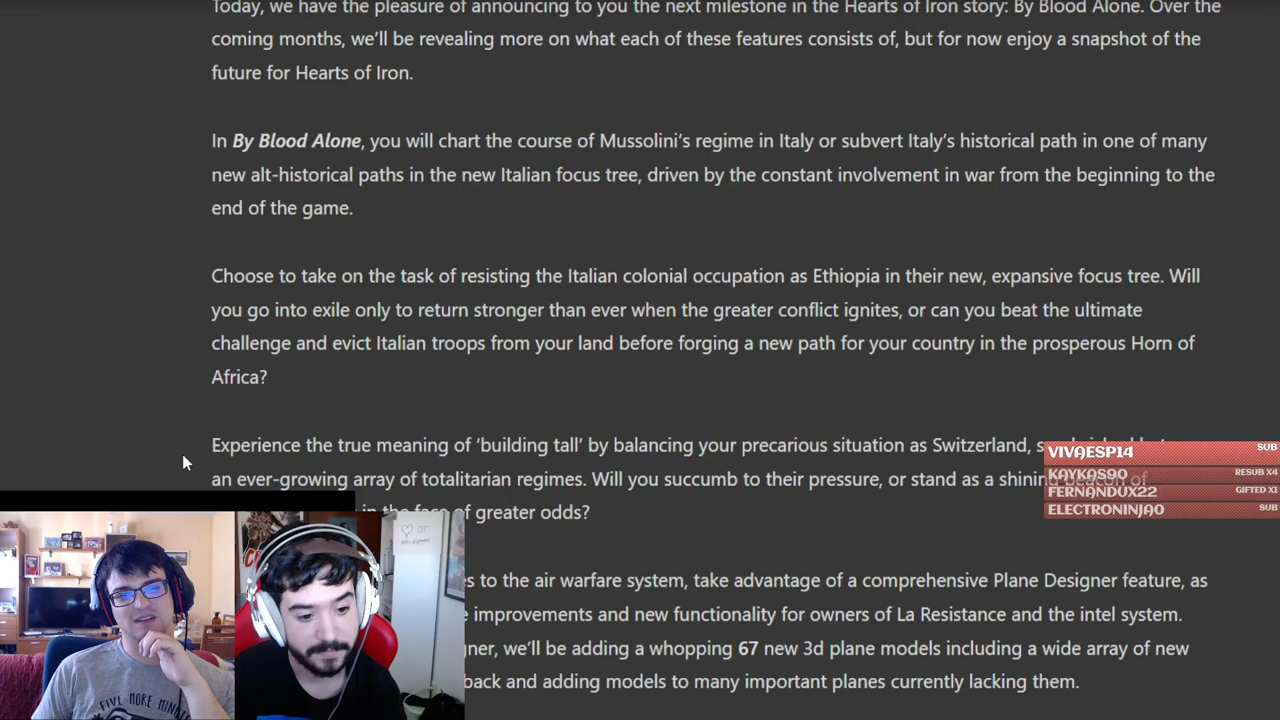 Today, we have the pleasure of announcing to you the next milestone in the Hearts of Iron story: By Blood Alone. Over the
coming months, we'll be revealing more on what each of these features consists of, but for now enjoy a snapshot of the
future for Hearts of Iron.
In By Blood Alone, you will chart the course of Mussolini's regime in Italy or subvert Italy's historical path in one of many
new alt-historical paths in the new Italian focus tree, driven by the constant involvement in war from the beginning to the
end of the game.
Choose to take on the task of resisting the Italian colonial occupation as Ethiopia in their new, expansive focus tree. Will
you go into exile only to return stronger than ever when the greater conflict ignites, or can you beat the ultimate
challenge and evict Italian troops from your land before forging a new path for your country in the prosperous Horn of
Africa?
Experience the true meaning of 'building tall' by balancing your precarious situation as Switzerland,
an ever-growing array of totalitarian regimes. Will you succumb to their pressure, or stand as a shining beacon of
in the face of greater odds?
to the air warfare system, take advantage of a comprehensive Plane Designer feature, as
improvements and new functionality for owners of La Resistance and the intel system.
we'll be adding a whopping 67 new 3d plane models including a wide array of new
back and adding models to many important planes currently lacking them.
VIVAESP14 SUB
KAYKAS90 RESUB X4
FERNANDUX22 GIFTED X1
ELECTRONINJA0 SUB
FIVE MORE